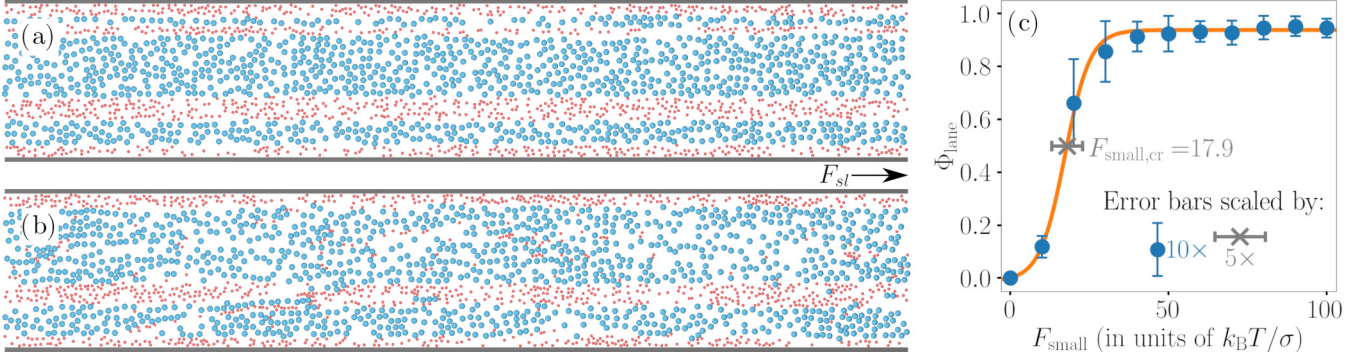 (a)
F_sl
(b)
(c)
1.0
0.8
0.6
0.4
0.2
0.0
Φ_lane
F_small,cr =17.9
Error bars scaled by:
10×
5×
0
50
100
F_small (in units of k_BT/σ)